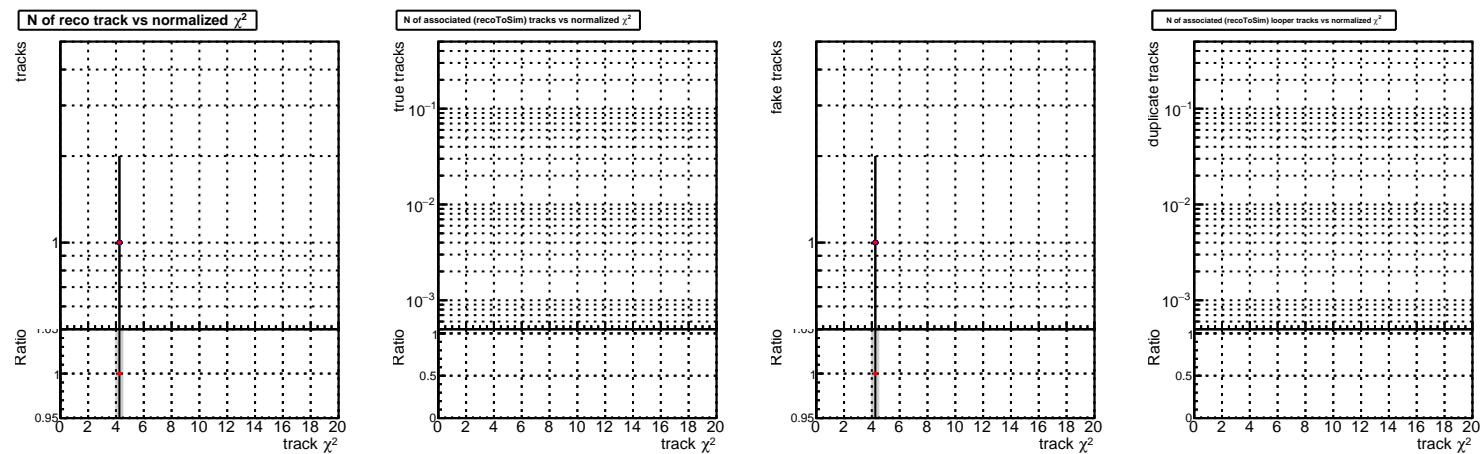 N of reco track vs normalized χ²
tracks
1
Ratio
1.05
1
0.95
0 2 4 6 8 10 12 14 16 18 20
track χ²
N of associated (recoToSim) tracks vs normalized χ²
true tracks
10⁻¹
10⁻²
10⁻³
Ratio
1
0.5
0
0 2 4 6 8 10 12 14 16 18 20
track χ²
fake tracks
1
Ratio
1.05
1
0.95
0 2 4 6 8 10 12 14 16 18 20
track χ²
N of associated (recoToSim) looper tracks vs normalized χ²
duplicate tracks
10⁻¹
10⁻²
10⁻³
Ratio
1
0.5
0
0 2 4 6 8 10 12 14 16 18 20
track χ²